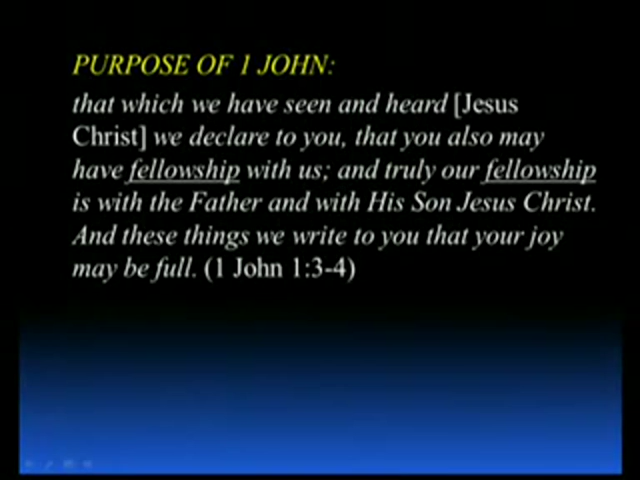 PURPOSE OF 1 JOHN:
that which we have seen and heard [Jesus
Christ] we declare to you, that you also may
have fellowship with us; and truly our fellowship
is with the Father and with His Son Jesus Christ.
And these things we write to you that your joy
may be full. (1 John 1:3-4)